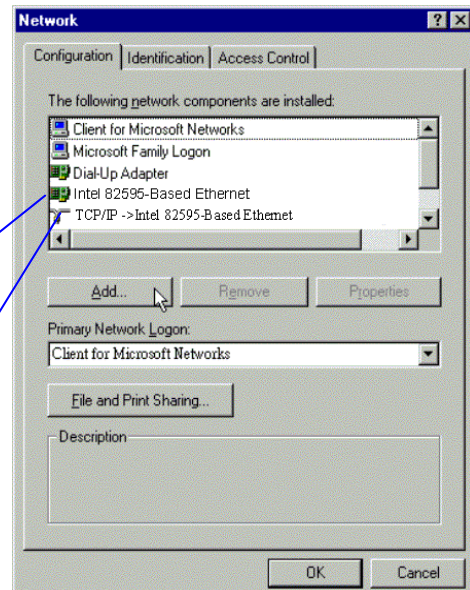 Network
Configuration Identification Access Control
The following network components are installed:
Client for Microsoft Networks
Microsoft Family Logon
Dial-Up Adapter
Intel 82595-Based Ethernet
TCP/IP ->Intel 82595-Based Ethernet
Add... Remove Properties
Primary Network Logon:
Client for Microsoft Networks
File and Print Sharing...
Description
OK Cancel